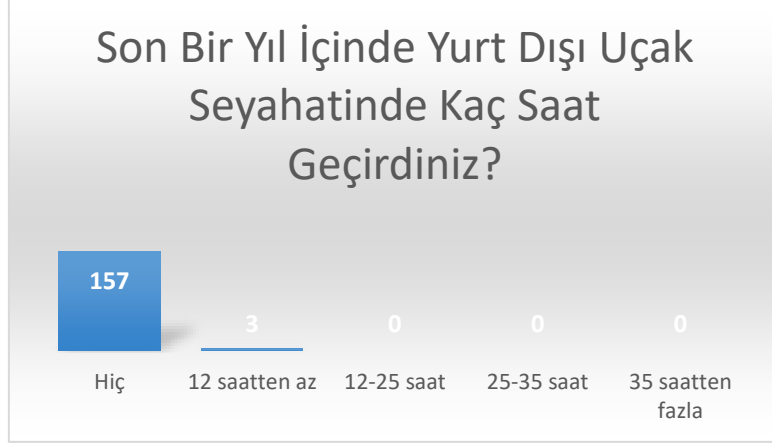 Son Bir Yıl İçinde Yurt Dışı Uçak
Seyahatinde Kaç Saat
Geçirdiniz?
157
3
0
0
0
Hiç
12 saatten az
12-25 saat
25-35 saat
35 saatten
fazla